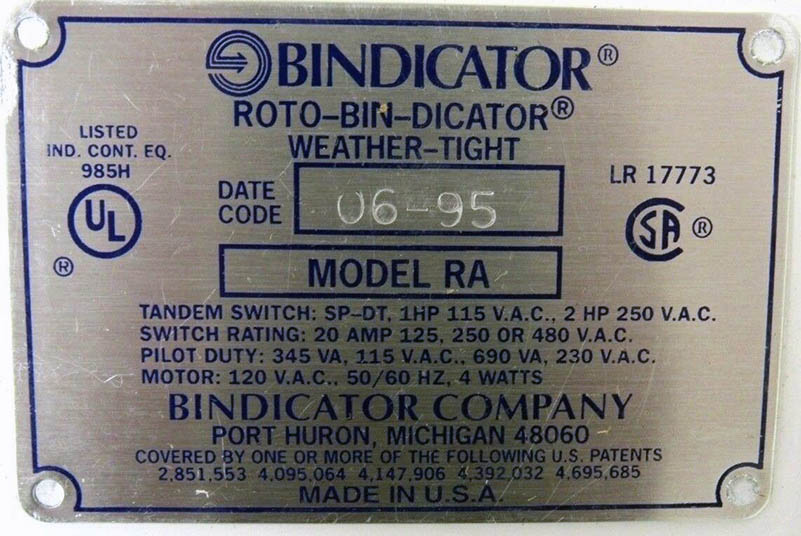 BINDICATOR®
ROTO-BIN-DICATOR®
WEATHER-TIGHT
LISTED
IND. CONT. EQ.
985H
UL
®
DATE
CODE
06-95
LR 17773
SA ®
MODEL RA
TANDEM SWITCH: SP-DT, 1HP 115 V.A.C., 2 HP 250 V.A.C.
SWITCH RATING: 20 AMP 125, 250 OR 480 V.A.C.
PILOT DUTY: 345 VA, 115 V.A.C., 690 VA, 230 V.A.C.
MOTOR: 120 V.A.C., 50/60 HZ, 4 WATTS
BINDICATOR COMPANY
PORT HURON, MICHIGAN 48060
COVERED BY ONE OR MORE OF THE FOLLOWING U.S. PATENTS
2,851,553 4,095,064 4,147,906 4,392,032 4,695,685
MADE IN U.S.A.